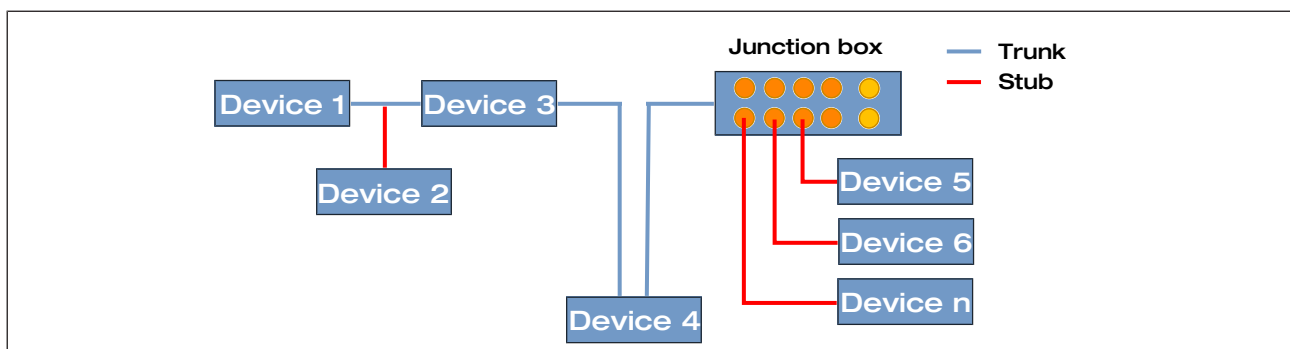 Junction box
Trunk
Stub
Device 1
Device 3
Device 2
Device 5
Device 6
Device n
Device 4